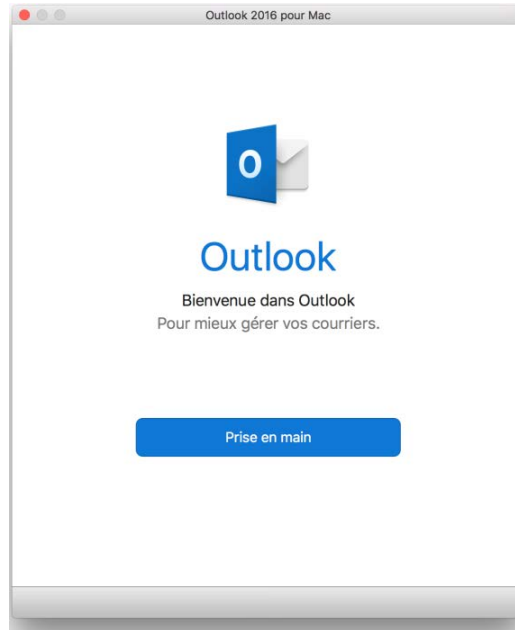 Outlook 2016 pour Mac
O
Outlook
Bienvenue dans Outlook
Pour mieux gérer vos courriers.
Prise en main